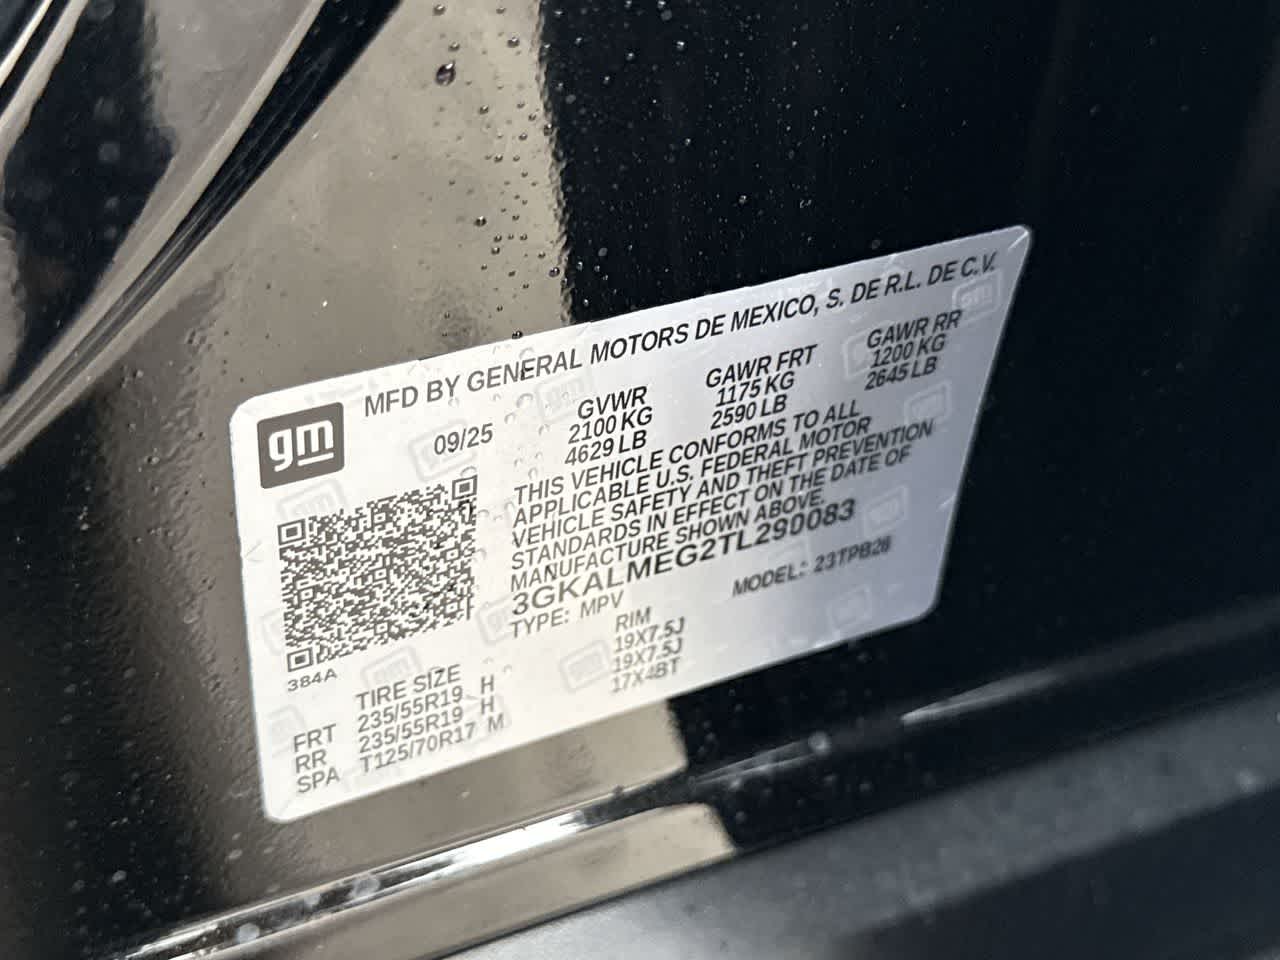 MFD BY GENERAL MOTORS DE MEXICO, S. DE R.L. DE C.V.
gm
09/25
GVWR GAWR FRT GAWR RR
2100 KG 1175 KG 1200 KG
4629 LB 2590 LB 2645 LB
THIS VEHICLE CONFORMS TO ALL
APPLICABLE U.S. FEDERAL MOTOR
VEHICLE SAFETY AND THEFT PREVENTION
STANDARDS IN EFFECT ON THE DATE OF
MANUFACTURE SHOWN ABOVE.
3GKALMEG2TL290083
TYPE: MPV MODEL: 23TPB26
384A
TIRE SIZE RIM
FRT 235/55R19 H 19X7.5J
RR 235/55R19 H 19X7.5J
SPA T125/70R17 M 17X4BT